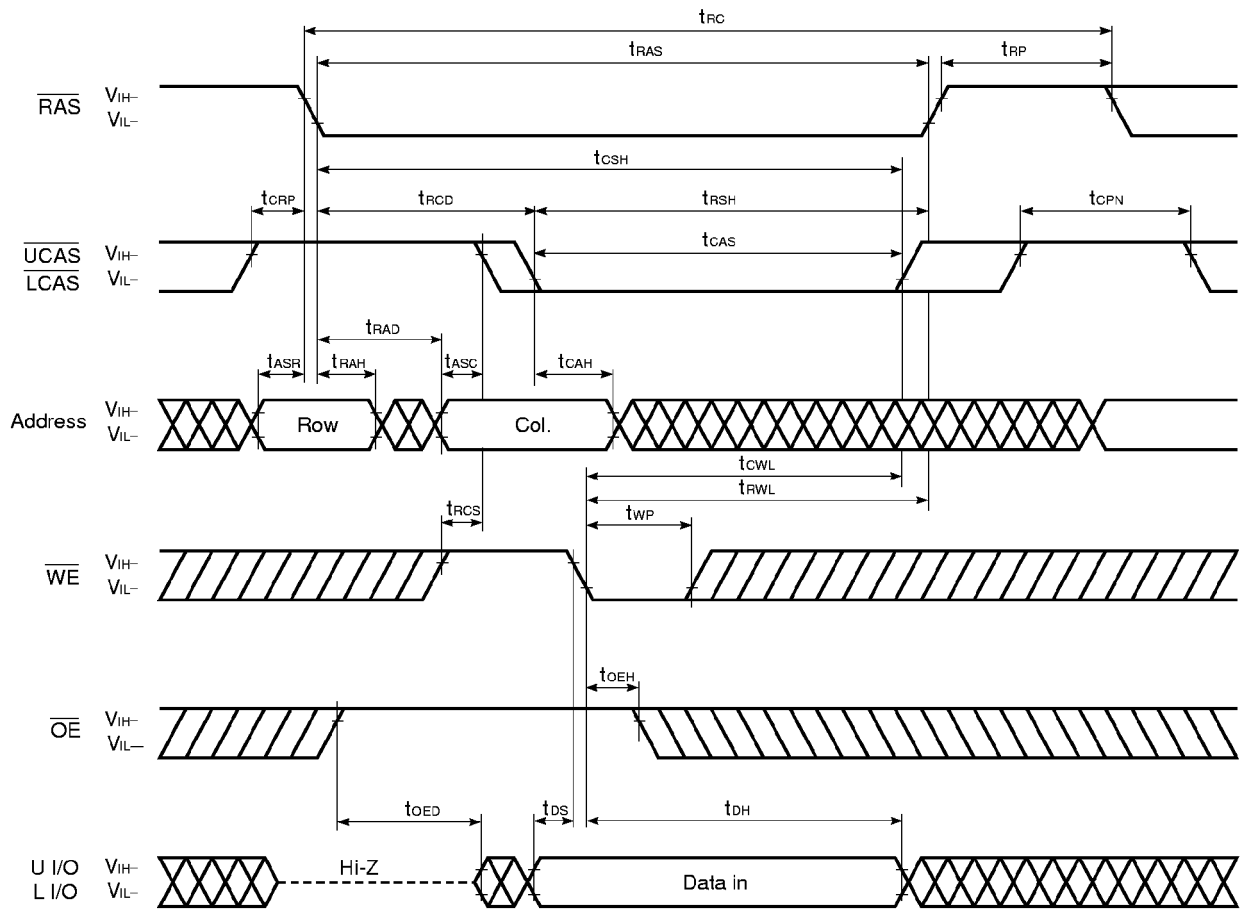 tRC
tRAS
tRP
RAS
VIH–
VIL–
tCSH
tCRP
tRCD
tRSH
tCPN
UCAS
LCAS
VIH–
VIL–
tCAS
tRAD
tASR
tRAH
tASC
tCAH
Address
VIH–
VIL–
Row
Col.
tCWL
tRWL
tRCS
tWP
WE
VIH–
VIL–
tOEH
OE
VIH–
VIL—
tOED
tDS
tDH
U I/O
L I/O
VIH–
VIL–
Hi-Z
Data in